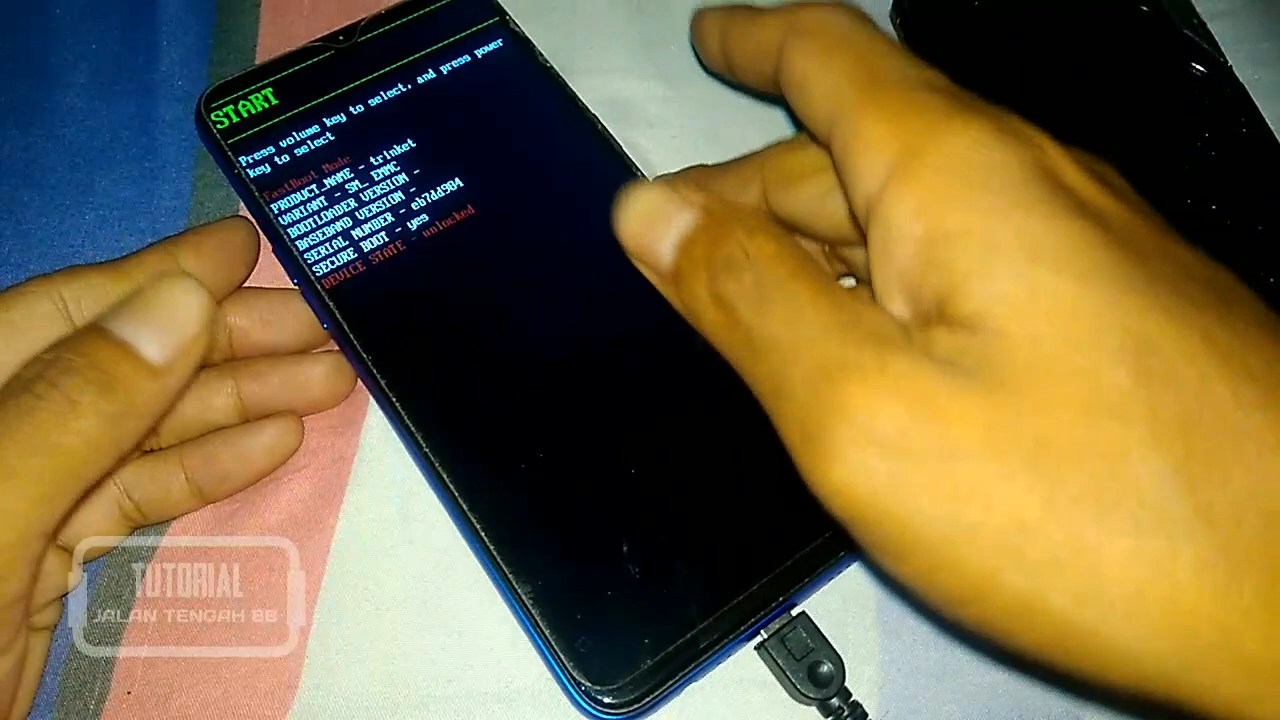 START
Press volume key to select, and press power
key to select
FastBoot Mode
PRODUCT_NAME - trinket
VARIANT - SM_ EMMC
BOOTLOADER VERSION -
BASEBAND VERSION -
SERIAL NUMBER - eb7dd984
SECURE BOOT - yes
DEVICE STATE - unlocked
TUTORIAL
JALAN TENGAH BB